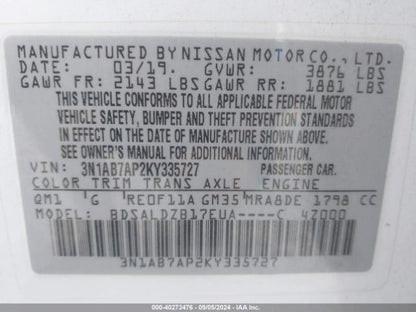 MANUFACTURED BY NISSAN MOTOR CO., LTD.
DATE: 03/19. GVWR: 3876 LBS
GAWR FR: 2143 LBS GAWR RR: 1881 LBS
THIS VEHICLE CONFORMS TO ALL APPLICABLE FEDERAL MOTOR
VEHICLE SAFETY, BUMPER AND THEFT PREVENTION STANDARDS
IN EFFECT ON THE DATE OF MANUFACTURE SHOWN ABOVE.
SEE OWNER'S MANUAL FOR ADDITIONAL INFORMATION
VIN: 3N1AB7AP2KY335727 PASSENGER CAR.
COLOR TRIM TRANS AXLE ENGINE
QM1 G RE0F11A GM35 MRA8DE 1798 CC
MODEL: BDSALDZB17EUA----C 4Z000
3N1AB7AP2KY335727
000-40273476 - 09/05/2024 - © IAA, Inc.